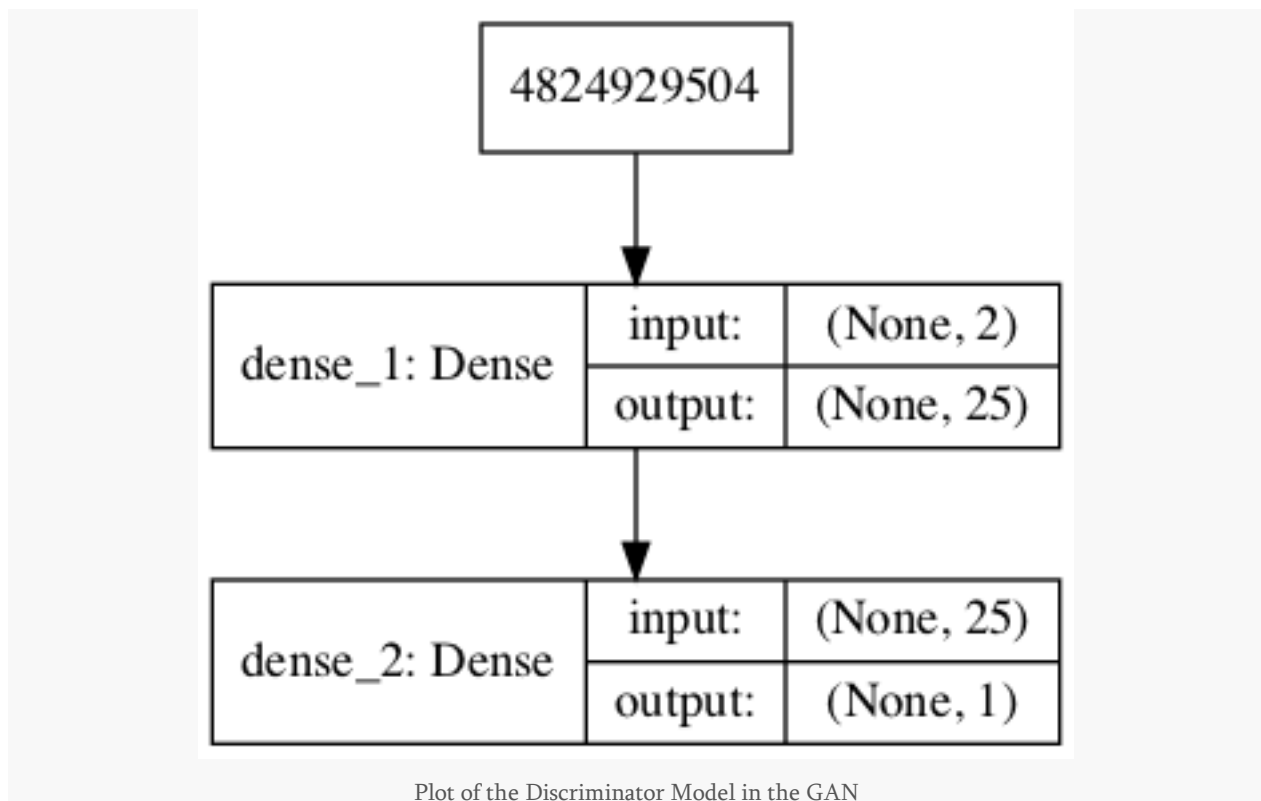 4824929504
dense_1: Dense
input:
(None, 2)
output:
(None, 25)
dense_2: Dense
input:
(None, 25)
output:
(None, 1)
Plot of the Discriminator Model in the GAN